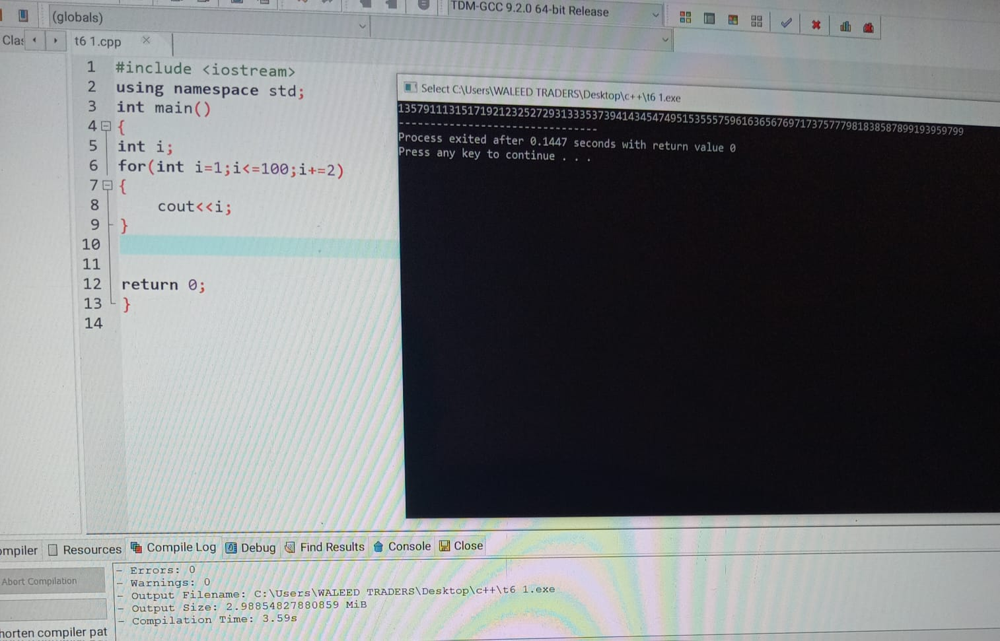 TDM-GCC 9.2.0 64-bit Release
(globals)
t6 1.cpp
1 #include <iostream>
2 using namespace std;
3 int main()
4 {
5 int i;
6 for(int i=1;i<=100;i+=2)
7 {
8 cout<<i;
9 }
10
11
12 return 0;
13 }
14
Select C:\Users\WALEED TRADERS\Desktop\c++\t6 1.exe
13579111315171921232527293133353739414345474951535557596163656769717375777981838587899193959799
--------------------------------
Process exited after 0.1447 seconds with return value 0
Press any key to continue . . .
Resources Compile Log Debug Find Results Console Close
Abort Compilation
- Errors: 0
- Warnings: 0
- Output Filename: C:\Users\WALEED TRADERS\Desktop\c++\t6 1.exe
- Output Size: 2.98854827880859 MiB
- Compilation Time: 3.59s
horten compiler pat